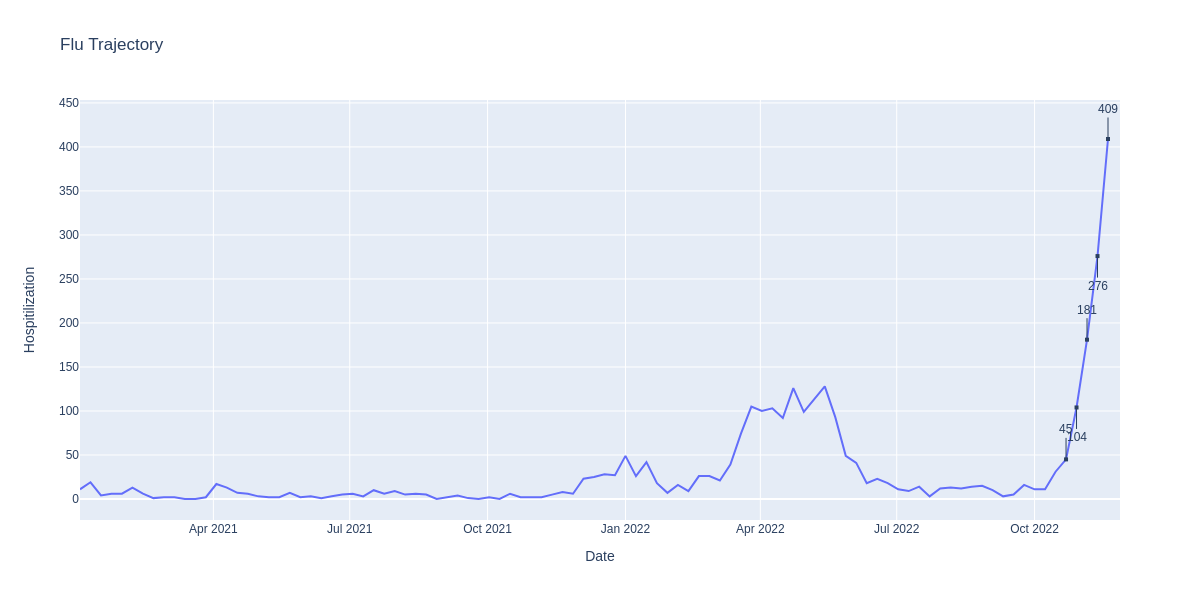 Flu Trajectory
450
400
350
300
250
200
150
100
50
0
Hospitilization
409
276
181
45
104
Apr 2021
Jul 2021
Oct 2021
Jan 2022
Apr 2022
Jul 2022
Oct 2022
Date